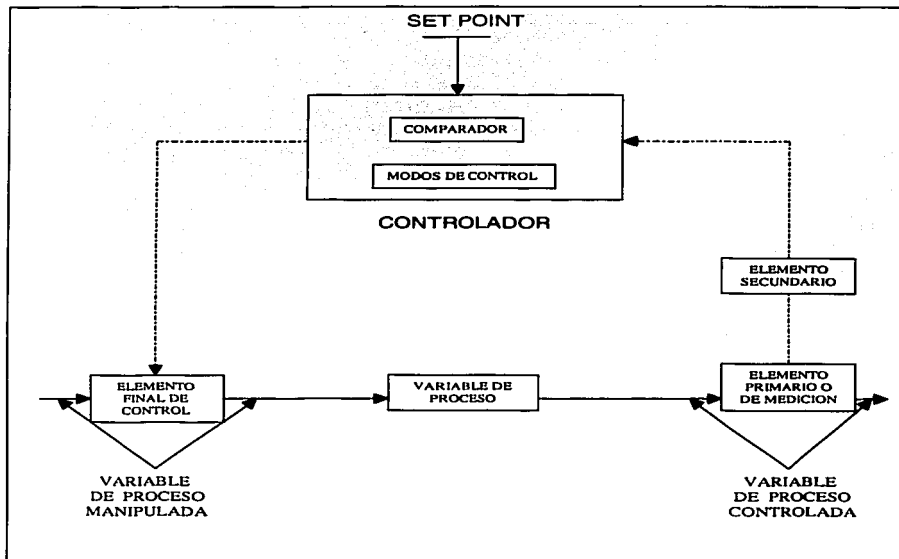 SET POINT
COMPARADOR
MODOS DE CONTROL
CONTROLADOR
ELEMENTO
SECUNDARIO
ELEMENTO
FINAL DE
CONTROL
VARIABLE DE
PROCESO
ELEMENTO
PRIMARIO O
DE MEDICION
VARIABLE
DE PROCESO
MANIPULADA
VARIABLE
DE PROCESO
CONTROLADA